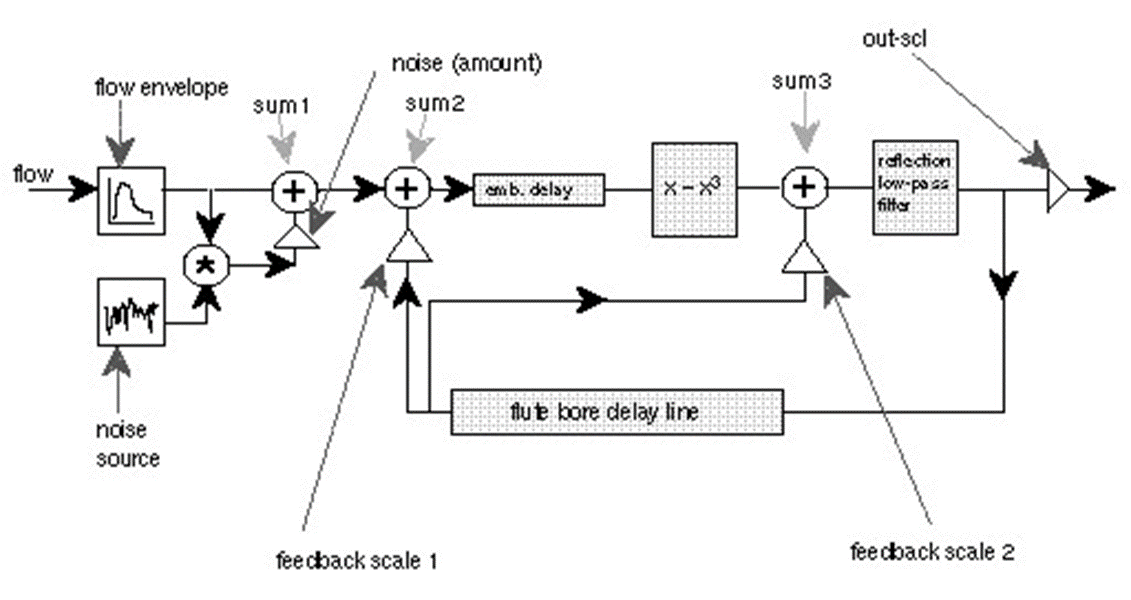 out-scl
noise (amount)
flow envelope
sum1
sum2
sum3
flow
+
+
emb. delay
x - x³
+
reflection
low-pass
filter
*
flute bore delay line
noise
source
feedback scale 1
feedback scale 2